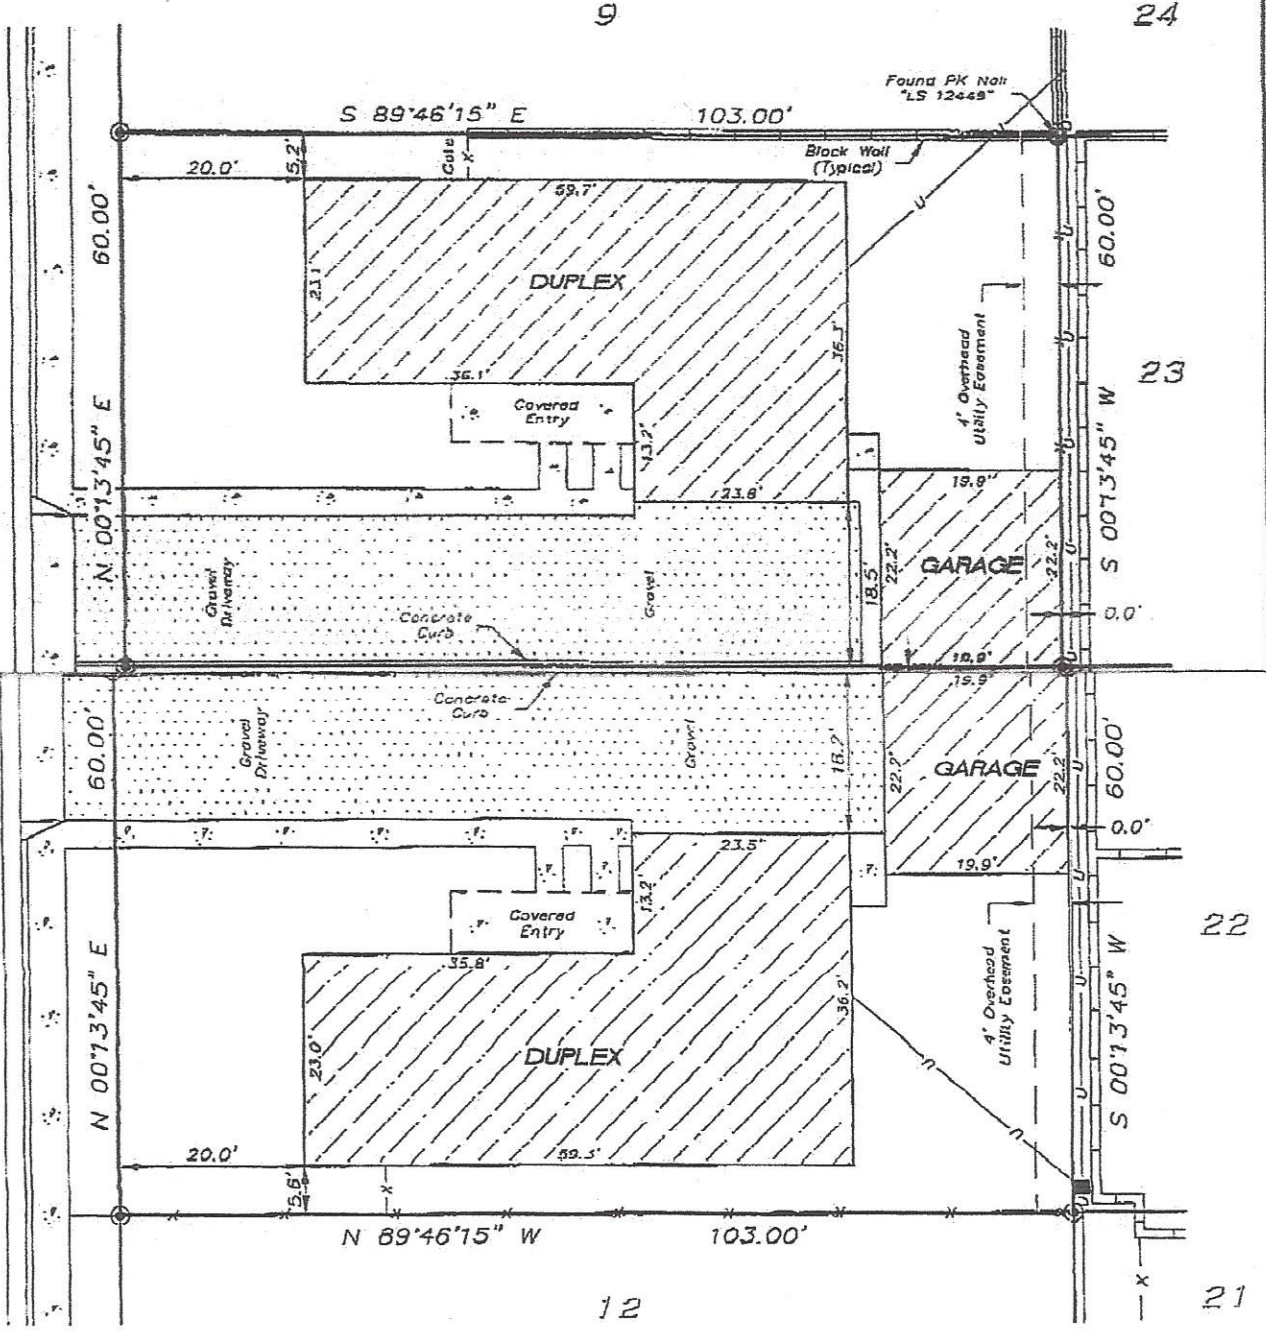 9
24
Found PK Nail
"LS 12449"
S 89°46'15" E
103.00'
Block Wall
(Typical)
Gate
X
5.2'
20.0'
59.7'
60.00'
60.00'
U
DUPLEX
23.1'
36.3'
4' Overhead
Utility Easement
23
36.1'
Covered
Entry
13.2'
N 00°13'45" E
S 00°13'45" W
23.8'
19.9'
Gravel
Driveway
Gravel
18.5'
22.2'
GARAGE
22.2'
0.0'
Concrete
Curb
19.9'
19.9'
Concrete
Curb
60.00'
Gravel
Driveway
Gravel
18.2'
22.2'
GARAGE
22.2'
60.00'
0.0'
23.5'
19.9'
13.2'
Covered
Entry
35.8'
22
N 00°13'45" E
23.0'
DUPLEX
36.2'
4' Overhead
Utility Easement
S 00°13'45" W
U
U
20.0'
59.3'
5.6'
X
N 89°46'15" W
103.00'
X
12
21